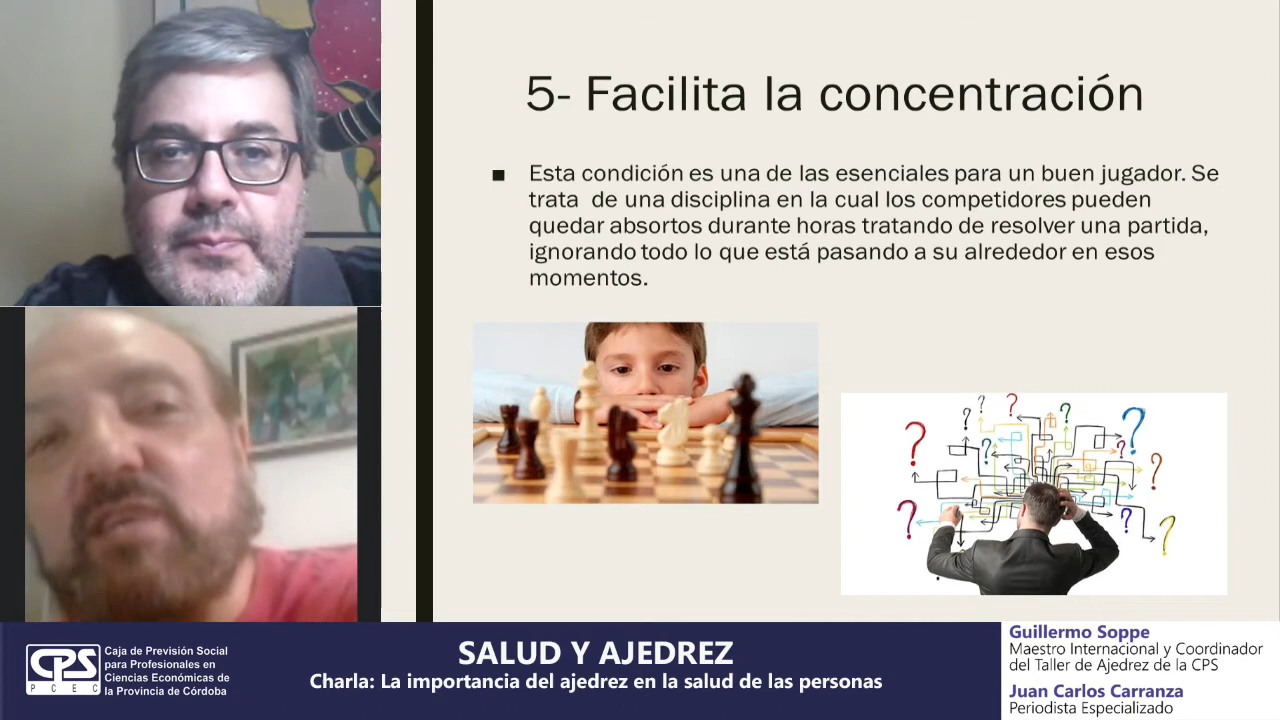 5- Facilita la concentración
▪ Esta condición es una de las esenciales para un buen jugador. Se
trata de una disciplina en la cual los competidores pueden
quedar absortos durante horas tratando de resolver una partida,
ignorando todo lo que está pasando a su alrededor en esos
momentos.
? ? ? ? ? ? ? ? ? ? ?
CPS
PCEC
Caja de Previsión Social
para Profesionales en
Ciencias Económicas de
la Provincia de Córdoba
SALUD Y AJEDREZ
Charla: La importancia del ajedrez en la salud de las personas
Guillermo Soppe
Maestro Internacional y Coordinador
del Taller de Ajedrez de la CPS
Juan Carlos Carranza
Periodista Especializado